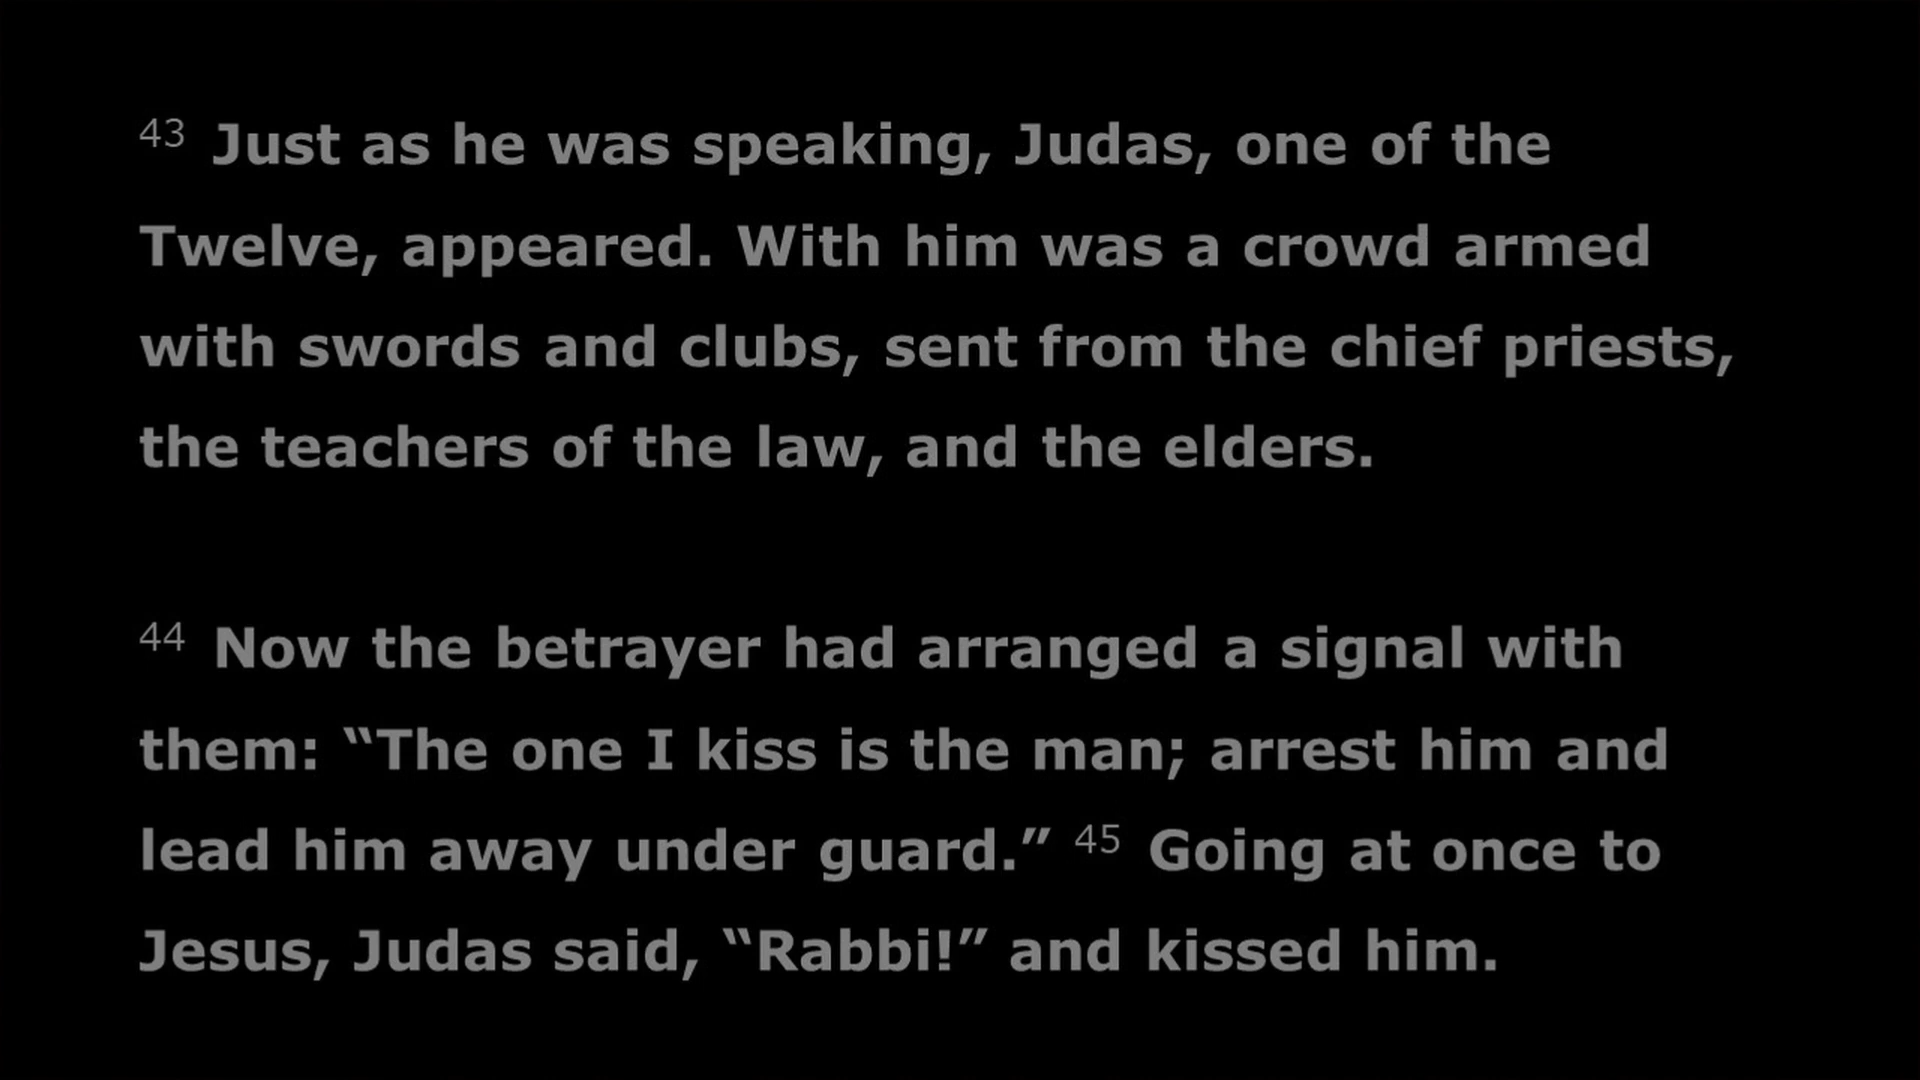 43 Just as he was speaking, Judas, one of the
Twelve, appeared. With him was a crowd armed
with swords and clubs, sent from the chief priests,
the teachers of the law, and the elders.
44 Now the betrayer had arranged a signal with
them: “The one I kiss is the man; arrest him and
lead him away under guard.” 45 Going at once to
Jesus, Judas said, “Rabbi!” and kissed him.